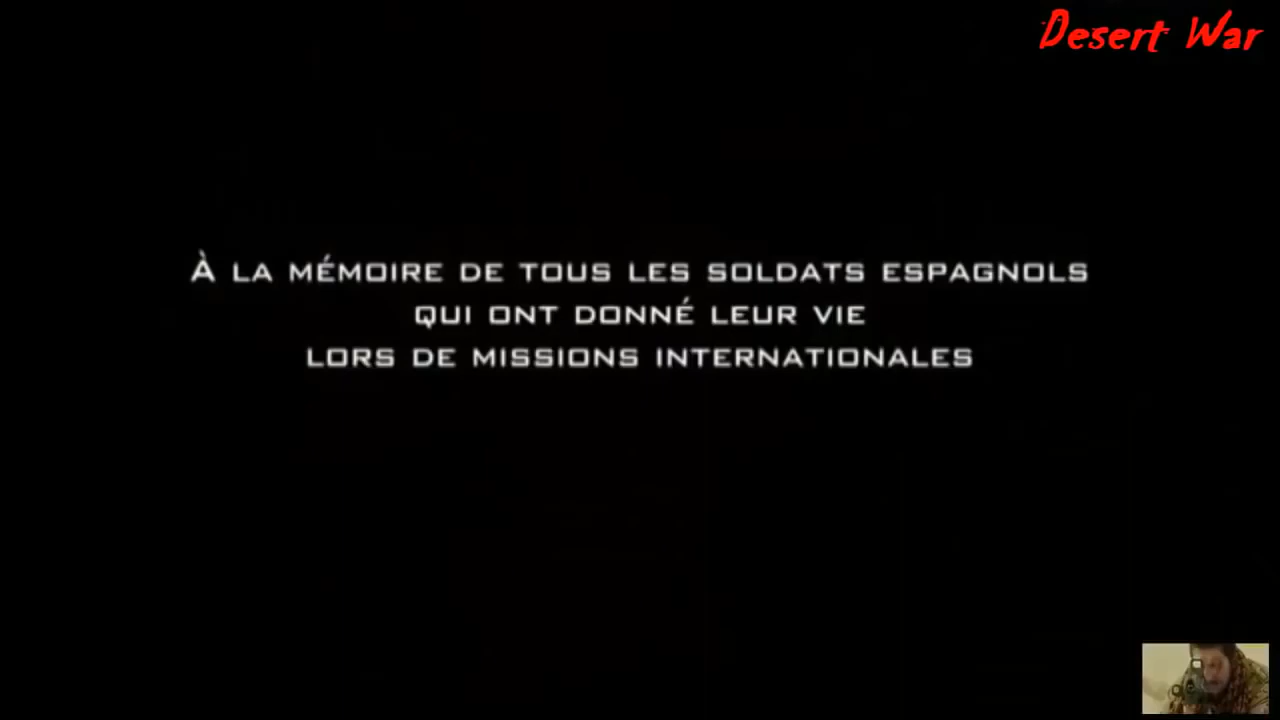 Desert War
À LA MÉMOIRE DE TOUS LES SOLDATS ESPAGNOLS
QUI ONT DONNÉ LEUR VIE
LORS DE MISSIONS INTERNATIONALES